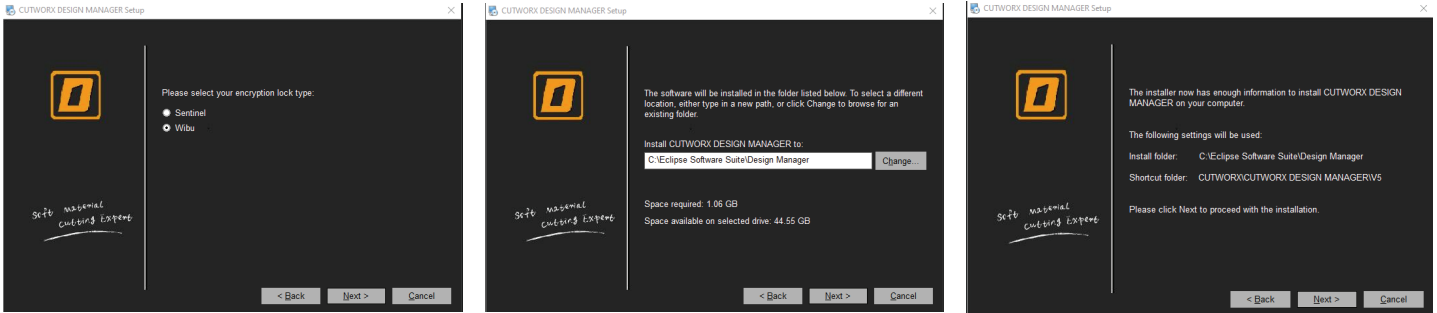 CUTWORX DESIGN MANAGER Setup
Please select your encryption lock type:
Sentinel
Wibu
Soft material
cutting Expert
< Back
Next >
Cancel
CUTWORX DESIGN MANAGER Setup
The software will be installed in the folder listed below. To select a different
location, either type in a new path, or click Change to browse for an
existing folder.
Install CUTWORX DESIGN MANAGER to:
C:\Eclipse Software Suite\Design Manager
Change...
Space required: 1.06 GB
Space available on selected drive: 44.55 GB
Soft material
cutting Expert
< Back
Next >
Cancel
CUTWORX DESIGN MANAGER Setup
The installer now has enough information to install CUTWORX DESIGN
MANAGER on your computer.
The following settings will be used:
Install folder: C:\Eclipse Software Suite\Design Manager
Shortcut folder: CUTWORX\CUTWORX DESIGN MANAGER\V5
Please click Next to proceed with the installation.
Soft material
cutting Expert
< Back
Next >
Cancel